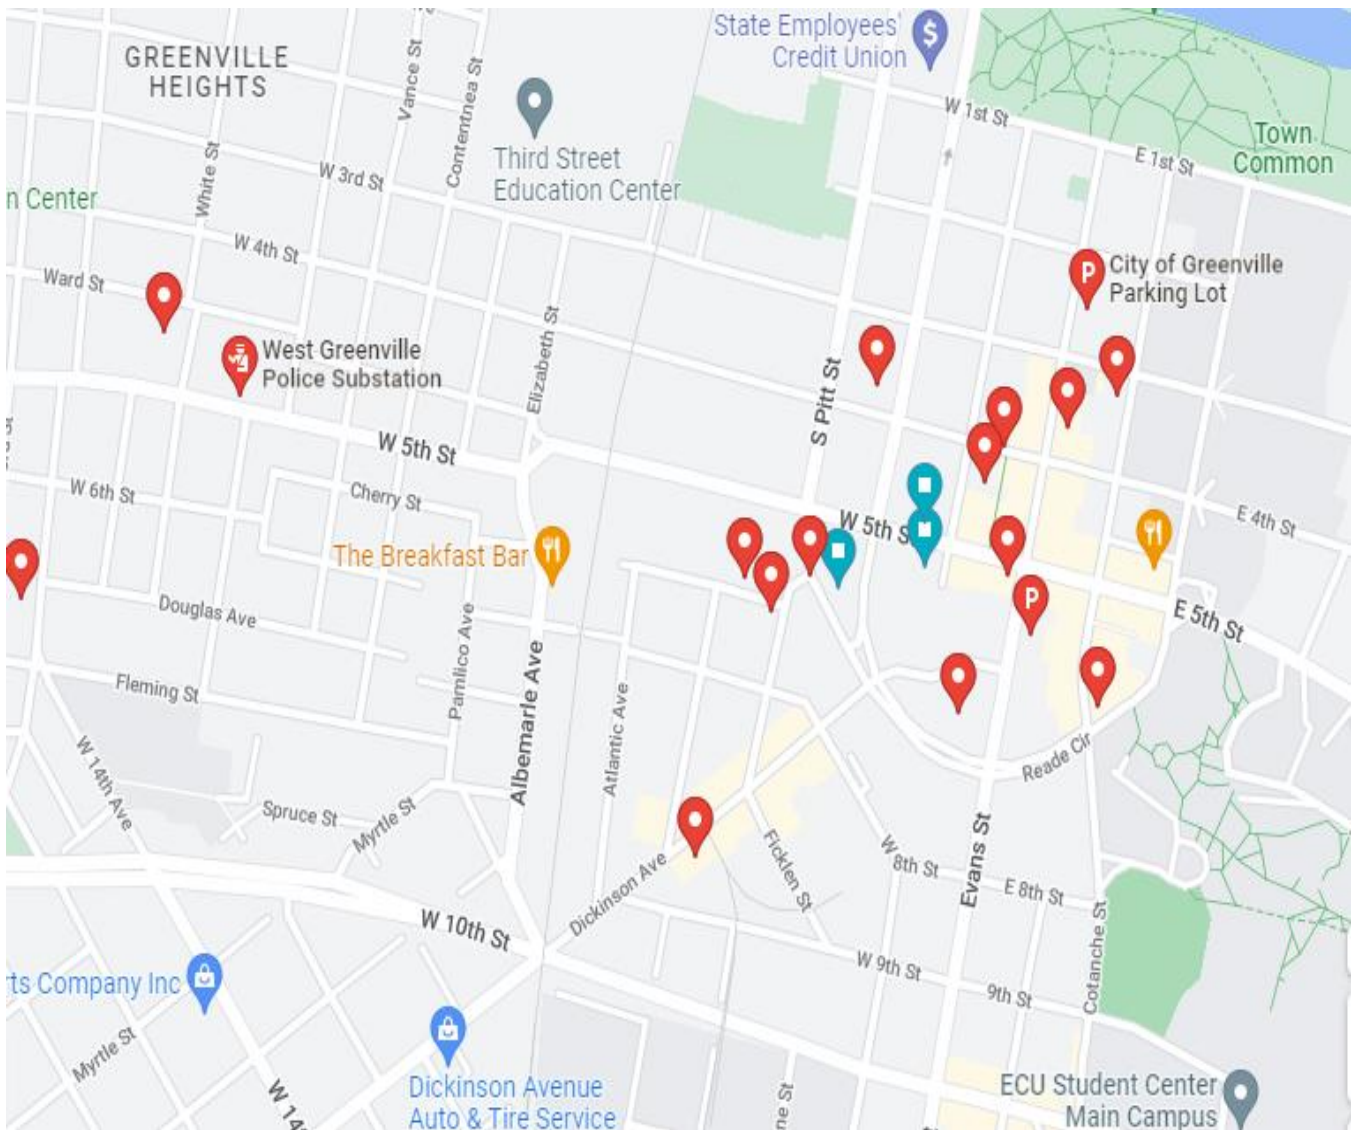 State Employees'
Credit Union
GREENVILLE
HEIGHTS
Vance St
Contentnea St
W 1st St
Town
Common
E 1st St
Third Street
Education Center
W 3rd St
White St
n Center
W 4th St
Ward St
City of Greenville
Parking Lot
West Greenville
Police Substation
Elizabeth St
S Pitt St
W 5th St
W 6th St
Cherry St
W 5th S
E 4th St
The Breakfast Bar
Douglas Ave
E 5th St
Pamlico Ave
Albemarle Ave
Fleming St
Atlantic Ave
W 14th Ave
Reade Cir
Spruce St
Myrtle St
Ficklen St
W 8th St
Evans St
E 8th St
Dickinson Ave
W 10th St
W 9th St
9th St
Cotanche St
rts Company Inc
Myrtle St
Dickinson Avenue
Auto & Tire Service
W 14
ne St
ECU Student Center
Main Campus
P
P
$